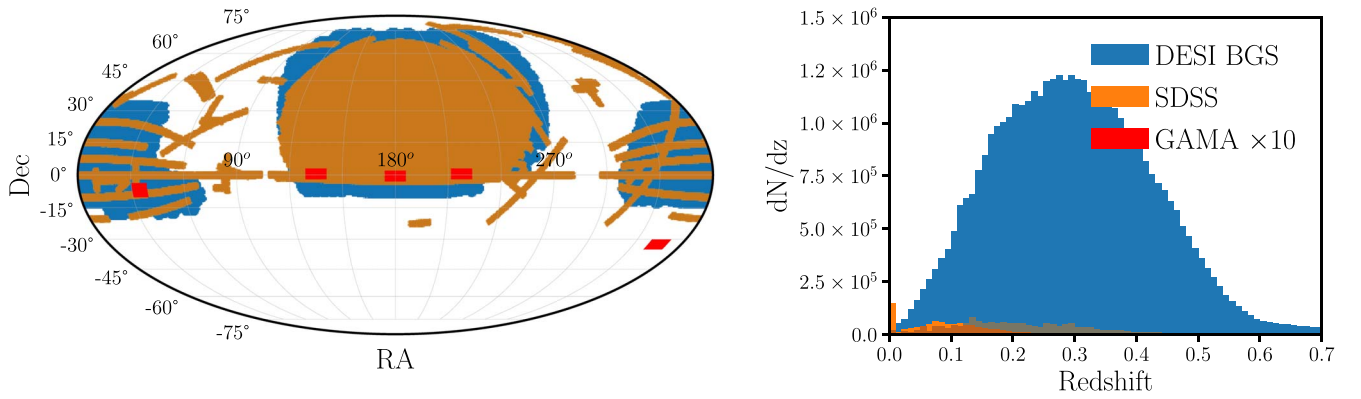 75°
60°
45°
30°
15°
0°
-15°
-30°
-45°
-60°
-75°
90°
180°
270°
Dec
RA
1.5 × 10⁶
1.2 × 10⁶
1.0 × 10⁶
7.5 × 10⁵
5.0 × 10⁵
2.5 × 10⁵
0.0
dN/dz
DESI BGS
SDSS
GAMA ×10
0.0 0.1 0.2 0.3 0.4 0.5 0.6 0.7
Redshift